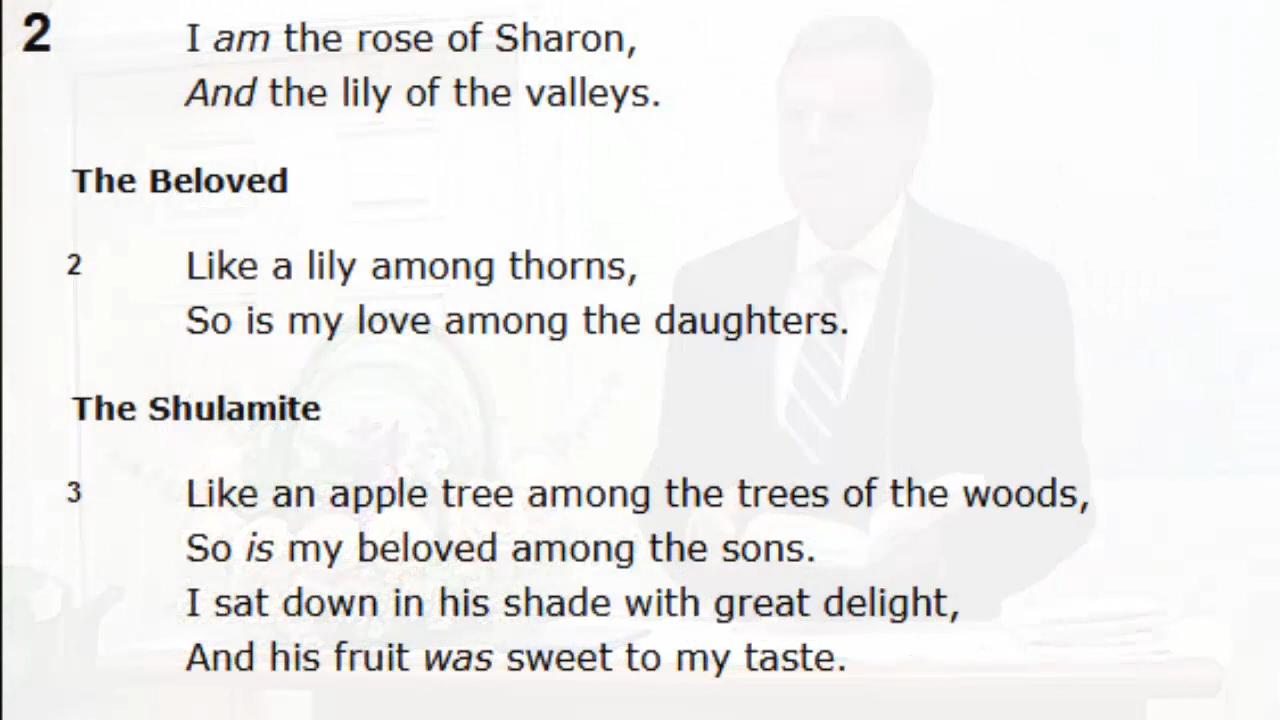 2 I am the rose of Sharon,
And the lily of the valleys.
The Beloved
2 Like a lily among thorns,
So is my love among the daughters.
The Shulamite
3 Like an apple tree among the trees of the woods,
So is my beloved among the sons.
I sat down in his shade with great delight,
And his fruit was sweet to my taste.